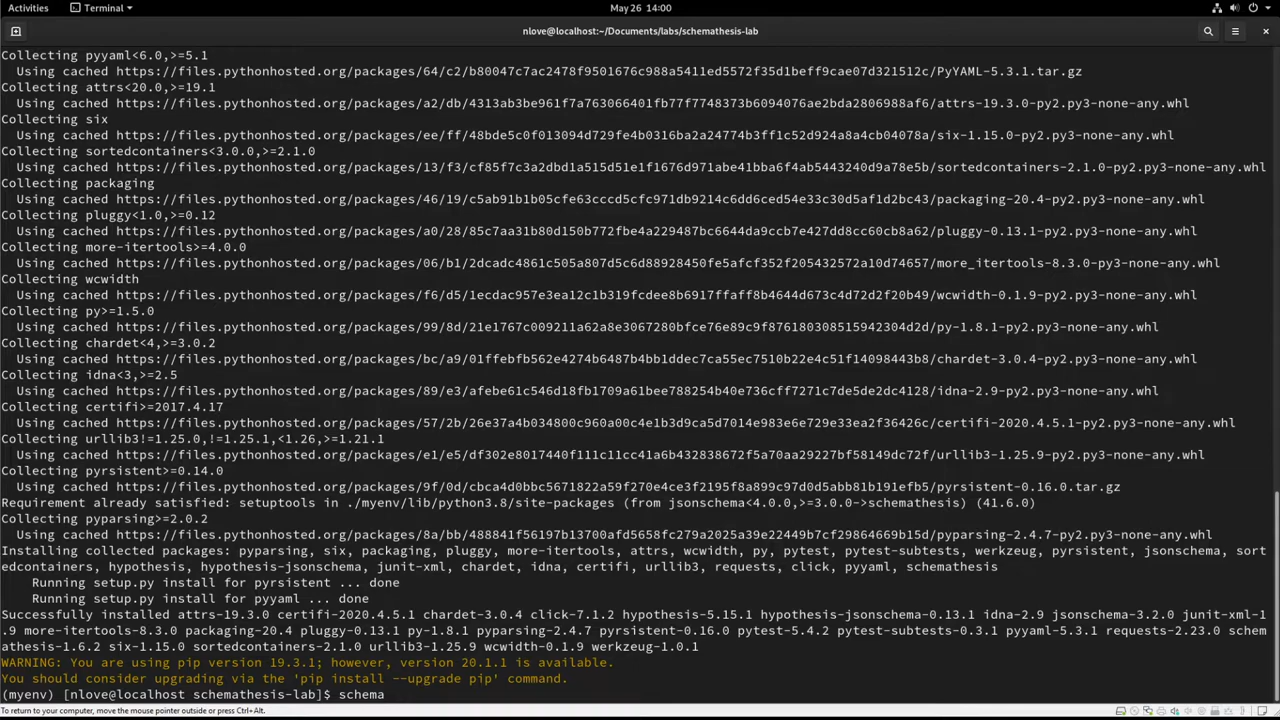 Activities
Terminal
May 26 14:00
nlove@localhost:~/Documents/labs/schemathesis-lab
Collecting pyyaml<6.0,>=5.1
Using cached https://files.pythonhosted.org/packages/64/c2/b80047c7ac2478f9501676c988a5411ed5572f35d1beff9cae07d321512c/PyYAML-5.3.1.tar.gz
Collecting attrs<20.0,>=19.1
Using cached https://files.pythonhosted.org/packages/a2/db/4313ab3be961f7a763066401fb77f7748373b6094076ae2bda2806988af6/attrs-19.3.0-py2.py3-none-any.whl
Collecting six
Using cached https://files.pythonhosted.org/packages/ee/ff/48bde5c0f013094d729fe4b0316ba2a24774b3ff1c52d924a8a4cb04078a/six-1.15.0-py2.py3-none-any.whl
Collecting sortedcontainers<3.0.0,>=2.1.0
Using cached https://files.pythonhosted.org/packages/13/f3/cf85f7c3a2dbd1a515d51e1f1676d971abe41bba6f4ab5443240d9a78e5b/sortedcontainers-2.1.0-py2.py3-none-any.whl
Collecting packaging
Using cached https://files.pythonhosted.org/packages/46/19/c5ab91b1b05cfe63cccd5cfc971db9214c6dd6ced54e33c30d5af1d2bc43/packaging-20.4-py2.py3-none-any.whl
Collecting pluggy<1.0,>=0.12
Using cached https://files.pythonhosted.org/packages/a0/28/85c7aa31b80d150b772fbe4a229487bc6644da9ccb7e427dd8cc60cb8a62/pluggy-0.13.1-py2.py3-none-any.whl
Collecting more-itertools>=4.0.0
Using cached https://files.pythonhosted.org/packages/06/b1/2dcadc4861c505a807d5c6d88928450fe5afcf352f205432572a10d74657/more_itertools-8.3.0-py3-none-any.whl
Collecting wcwidth
Using cached https://files.pythonhosted.org/packages/f6/d5/1ecdac957e3ea12c1b319fcdee8b6917ffaff8b4644d673c4d72d2f20b49/wcwidth-0.1.9-py2.py3-none-any.whl
Collecting py>=1.5.0
Using cached https://files.pythonhosted.org/packages/99/8d/21e1767c009211a62a8e3067280bfce76e89c9f876180308515942304d2d/py-1.8.1-py2.py3-none-any.whl
Collecting chardet<4,>=3.0.2
Using cached https://files.pythonhosted.org/packages/bc/a9/01ffebfb562e4274b6487b4bb1ddec7ca55ec7510b22e4c51f14098443b8/chardet-3.0.4-py2.py3-none-any.whl
Collecting idna<3,>=2.5
Using cached https://files.pythonhosted.org/packages/89/e3/afebe61c546d18fb1709a61bee788254b40e736cff7271c7de5de2dc4128/idna-2.9-py2.py3-none-any.whl
Collecting certifi>=2017.4.17
Using cached https://files.pythonhosted.org/packages/57/2b/26e37a4b034800c960a00c4e1b3d9ca5d7014e983e6e729e33ea2f36426c/certifi-2020.4.5.1-py2.py3-none-any.whl
Collecting urllib3!=1.25.0,!=1.25.1,<1.26,>=1.21.1
Using cached https://files.pythonhosted.org/packages/e1/e5/df302e8017440f111c11cc41a6b432838672f5a70aa29227bf58149dc72f/urllib3-1.25.9-py2.py3-none-any.whl
Collecting pyrsistent>=0.14.0
Using cached https://files.pythonhosted.org/packages/9f/0d/cbca4d0bbc5671822a59f270e4ce3f2195f8a899c97d0d5abb81b191efb5/pyrsistent-0.16.0.tar.gz
Requirement already satisfied: setuptools in ./myenv/lib/python3.8/site-packages (from jsonschema<4.0.0,>=3.0.0->schemathesis) (41.6.0)
Collecting pyparsing>=2.0.2
Using cached https://files.pythonhosted.org/packages/8a/bb/488841f56197b13700afd5658fc279a2025a39e22449b7cf29864669b15d/pyparsing-2.4.7-py2.py3-none-any.whl
Installing collected packages: pyparsing, six, packaging, pluggy, more-itertools, attrs, wcwidth, py, pytest, pytest-subtests, werkzeug, pyrsistent, jsonschema, sort
edcontainers, hypothesis, hypothesis-jsonschema, junit-xml, chardet, idna, certifi, urllib3, requests, click, pyyaml, schemathesis
Running setup.py install for pyrsistent ... done
Running setup.py install for pyyaml ... done
Successfully installed attrs-19.3.0 certifi-2020.4.5.1 chardet-3.0.4 click-7.1.2 hypothesis-5.15.1 hypothesis-jsonschema-0.13.1 idna-2.9 jsonschema-3.2.0 junit-xml-1
.9 more-itertools-8.3.0 packaging-20.4 pluggy-0.13.1 py-1.8.1 pyparsing-2.4.7 pyrsistent-0.16.0 pytest-5.4.2 pytest-subtests-0.3.1 pyyaml-5.3.1 requests-2.23.0 schem
athesis-1.6.2 six-1.15.0 sortedcontainers-2.1.0 urllib3-1.25.9 wcwidth-0.1.9 werkzeug-1.0.1
WARNING: You are using pip version 19.3.1; however, version 20.1.1 is available.
You should consider upgrading via the 'pip install --upgrade pip' command.
(myenv) [nlove@localhost schemathesis-lab]$ schema
To return to your computer, move the mouse pointer outside or press Ctrl+Alt.